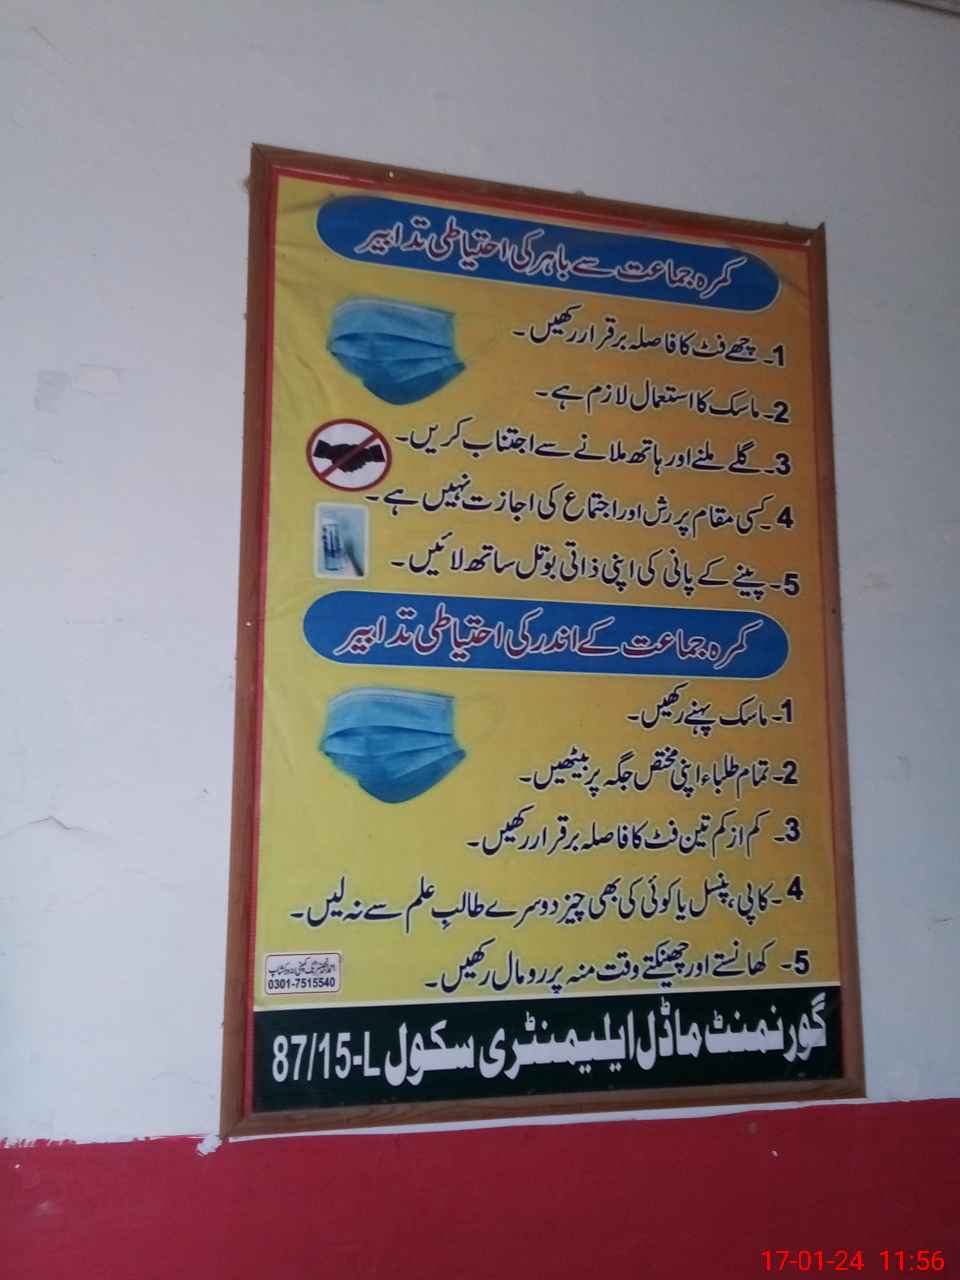 کمرہ جماعت سے باہر کی احتیاطی تدابیر
1۔ چھے فٹ کا فاصلہ برقرار رکھیں۔
2۔ ماسک کا استعمال لازم ہے۔
3۔ گلے ملنے اور ہاتھ ملانے سے اجتناب کریں۔
4۔ کسی مقام پر رش اور اجتماع کی اجازت نہیں ہے۔
5۔ پینے کے پانی کی اپنی ذاتی بوتل ساتھ لائیں۔
کمرہ جماعت کے اندر کی احتیاطی تدابیر
1۔ ماسک پہنے رکھیں۔
2۔ تمام طلباء اپنی مختص جگہ پر بیٹھیں۔
3۔ کم از کم تین فٹ کا فاصلہ برقرار رکھیں۔
4۔ کاپی، پنسل یا کوئی کی بھی چیز دوسرے طالبِ علم سے نہ لیں۔
5۔ کھانستے اور چھینکتے وقت منہ پر رومال رکھیں۔
0301-7515540
گورنمنٹ ماڈل ایلیمنٹری سکول 87/15-L
17-01-24 11:56